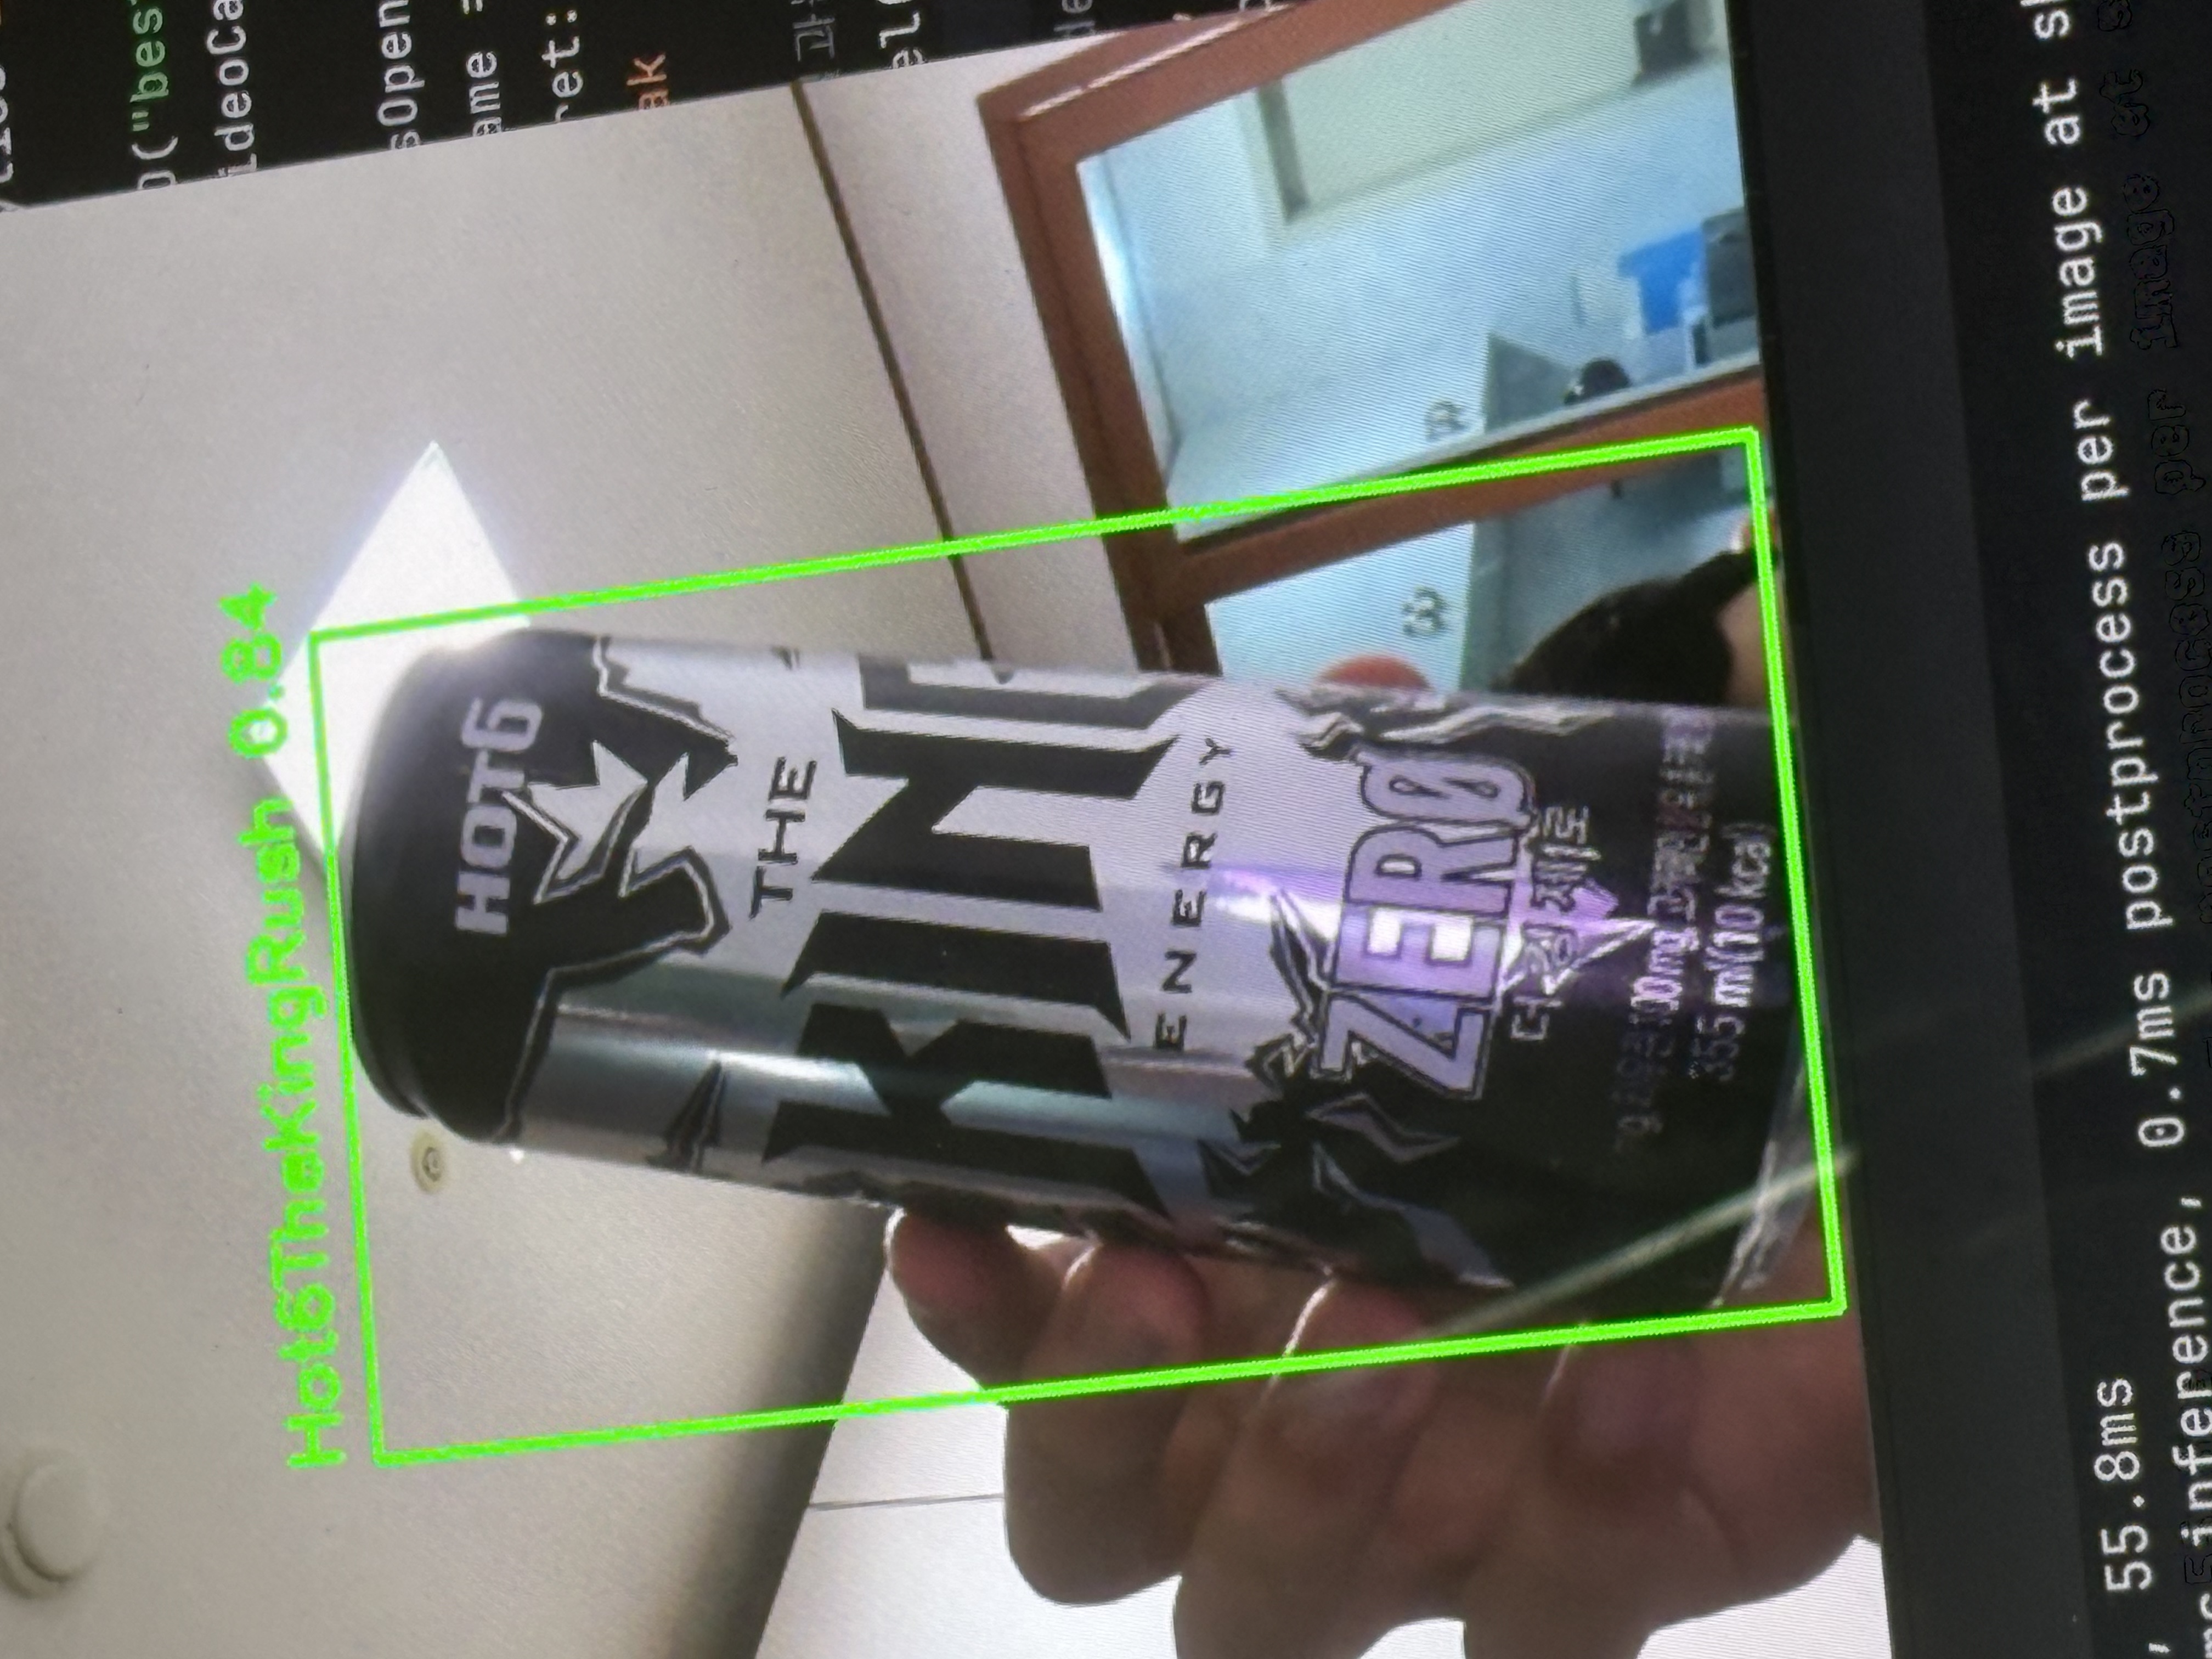 ("best
ideoCa
Hot6TheKingRush 0.84
sOpen
ame =
ret:
ak
HOT6
THE
KING
ENERGY
ZERØ
더킹 제로
100mg
355 ml(10 kcal)
, 55.8ms
inference, 0.7ms postprocess per image at